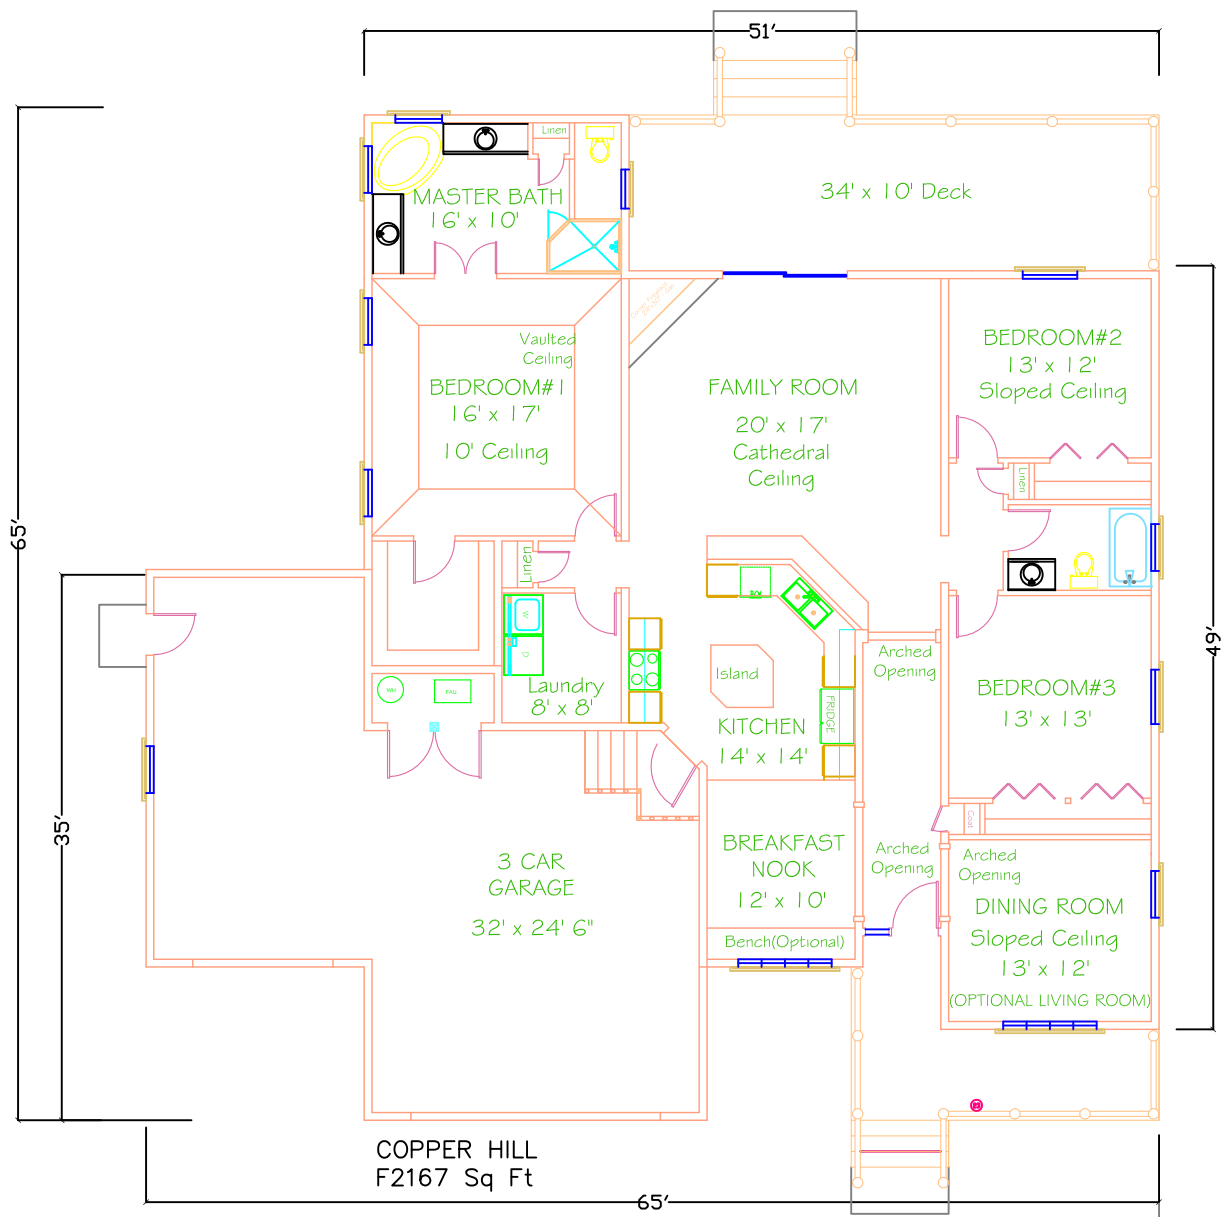 51'
65'
Linen
MASTER BATH
16' x 10'
34' x 10' Deck
Vaulted
Ceiling
BEDROOM#1
16' x 17'
10' Ceiling
FAMILY ROOM
20' x 17'
Cathedral
Ceiling
BEDROOM#2
13' x 12'
Sloped Ceiling
Linen
Linen
49'
W
D
Laundry
8' x 8'
WH
FAU
Island
KITCHEN
14' x 14'
FRIDGE
Arched
Opening
BEDROOM#3
13' x 13'
Coat
35'
3 CAR
GARAGE
32' x 24' 6"
BREAKFAST
NOOK
12' x 10'
Bench(Optional)
Arched
Opening
Arched
Opening
DINING ROOM
Sloped Ceiling
13' x 12'
(OPTIONAL LIVING ROOM)
COPPER HILL
F2167 Sq Ft
65'